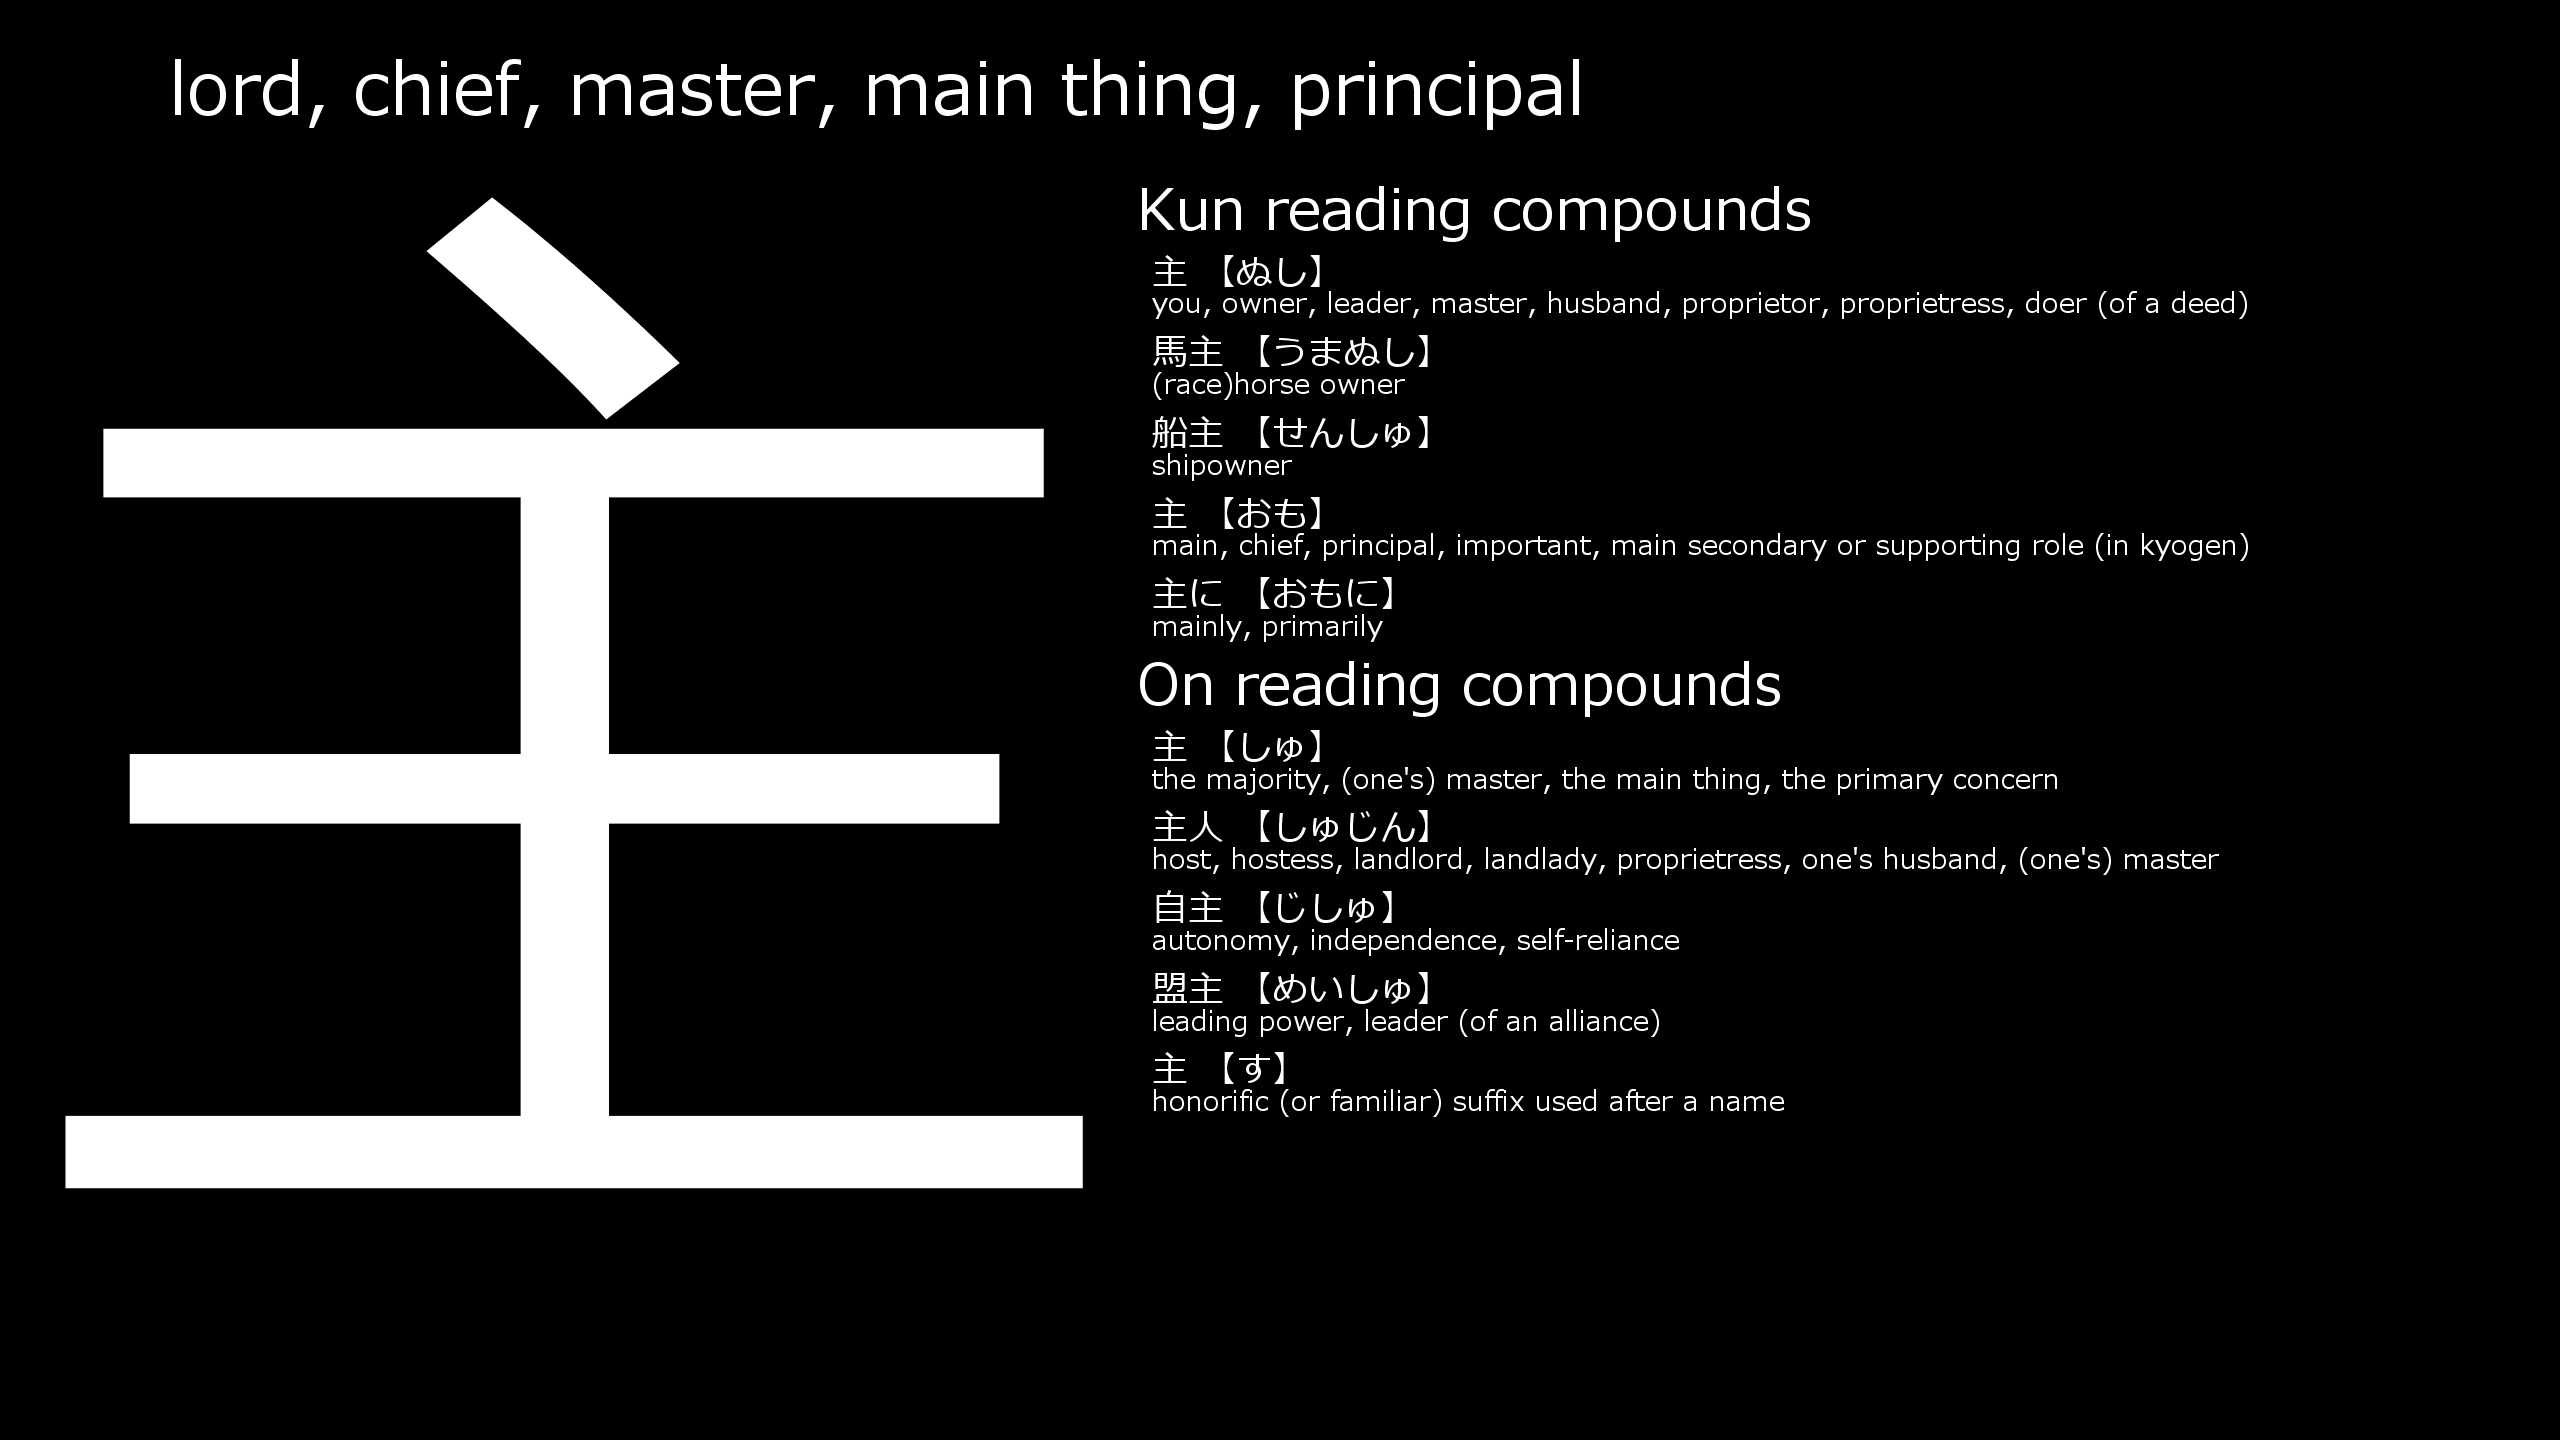 lord, chief, master, main thing, principal
主
Kun reading compounds
主 【ぬし】
you, owner, leader, master, husband, proprietor, proprietress, doer (of a deed)
馬主 【うまぬし】
(race)horse owner
船主 【せんしゅ】
shipowner
主 【おも】
main, chief, principal, important, main secondary or supporting role (in kyogen)
主に 【おもに】
mainly, primarily
On reading compounds
主 【しゅ】
the majority, (one's) master, the main thing, the primary concern
主人 【しゅじん】
host, hostess, landlord, landlady, proprietress, one's husband, (one's) master
自主 【じしゅ】
autonomy, independence, self-reliance
盟主 【めいしゅ】
leading power, leader (of an alliance)
主 【す】
honorific (or familiar) suffix used after a name